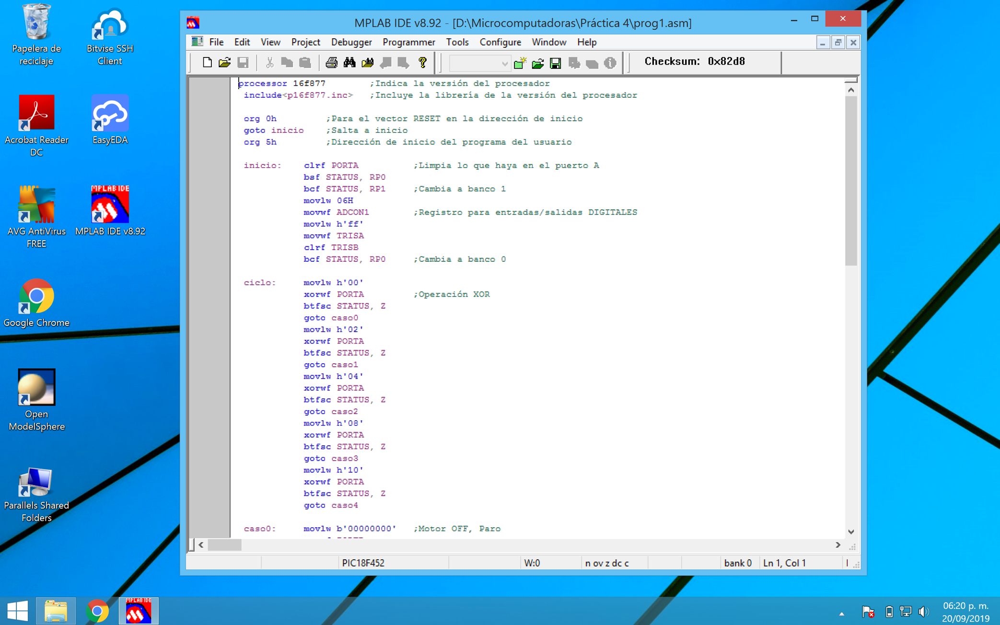 Papelera de
reciclaje
Bitvise SSH
Client
Acrobat Reader
DC
EasyEDA
AVG AntiVirus
FREE
MPLAB IDE
MPLAB IDE v8.92
Google Chrome
Open
ModelSphere
Parallels Shared
Folders
MPLAB IDE v8.92 - [D:\Microcomputadoras\Práctica 4\prog1.asm]
File Edit View Project Debugger Programmer Tools Configure Window Help
Checksum: 0x82d8
processor 16f877 ;Indica la versión del procesador
include<p16f877.inc> ;Incluye la librería de la versión del procesador
org 0h ;Para el vector RESET en la dirección de inicio
goto inicio ;Salta a inicio
org 5h ;Dirección de inicio del programa del usuario
inicio: clrf PORTA ;Limpia lo que haya en el puerto A
bsf STATUS, RP0
bcf STATUS, RP1 ;Cambia a banco 1
movlw 06H
movwf ADCON1 ;Registro para entradas/salidas DIGITALES
movlw h'ff'
movwf TRISA
clrf TRISB
bcf STATUS, RP0 ;Cambia a banco 0
ciclo: movlw h'00'
xorwf PORTA ;Operación XOR
btfsc STATUS, Z
goto caso0
movlw h'02'
xorwf PORTA
btfsc STATUS, Z
goto caso1
movlw h'04'
xorwf PORTA
btfsc STATUS, Z
goto caso2
movlw h'08'
xorwf PORTA
btfsc STATUS, Z
goto caso3
movlw h'10'
xorwf PORTA
btfsc STATUS, Z
goto caso4
caso0: movlw b'00000000' ;Motor OFF, Paro
PIC18F452 W:0 n ov z dc c bank 0 Ln 1, Col 1
MPLAB IDE
06:20 p. m.
20/09/2019